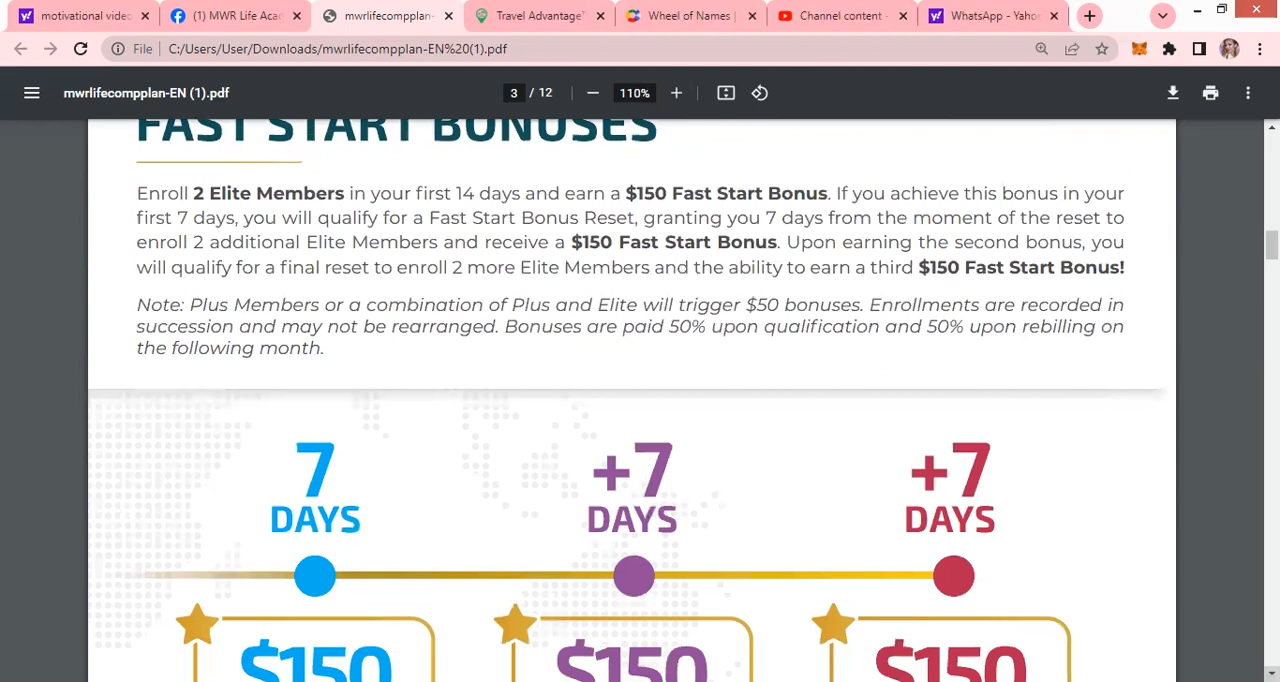 motivational video
(1) MWR Life Aca
mwrlifecompplan-
Travel Advantage™
Wheel of Names |
Channel content -
WhatsApp - Yaho
File | C:/Users/User/Downloads/mwrlifecompplan-EN%20(1).pdf
mwrlifecompplan-EN (1).pdf
3 / 12
110%
FAST START BONUSES
Enroll 2 Elite Members in your first 14 days and earn a $150 Fast Start Bonus. If you achieve this bonus in your
first 7 days, you will qualify for a Fast Start Bonus Reset, granting you 7 days from the moment of the reset to
enroll 2 additional Elite Members and receive a $150 Fast Start Bonus. Upon earning the second bonus, you
will qualify for a final reset to enroll 2 more Elite Members and the ability to earn a third $150 Fast Start Bonus!
Note: Plus Members or a combination of Plus and Elite will trigger $50 bonuses. Enrollments are recorded in
succession and may not be rearranged. Bonuses are paid 50% upon qualification and 50% upon rebilling on
the following month.
7
DAYS
+7
DAYS
+7
DAYS
$150
$150
$150